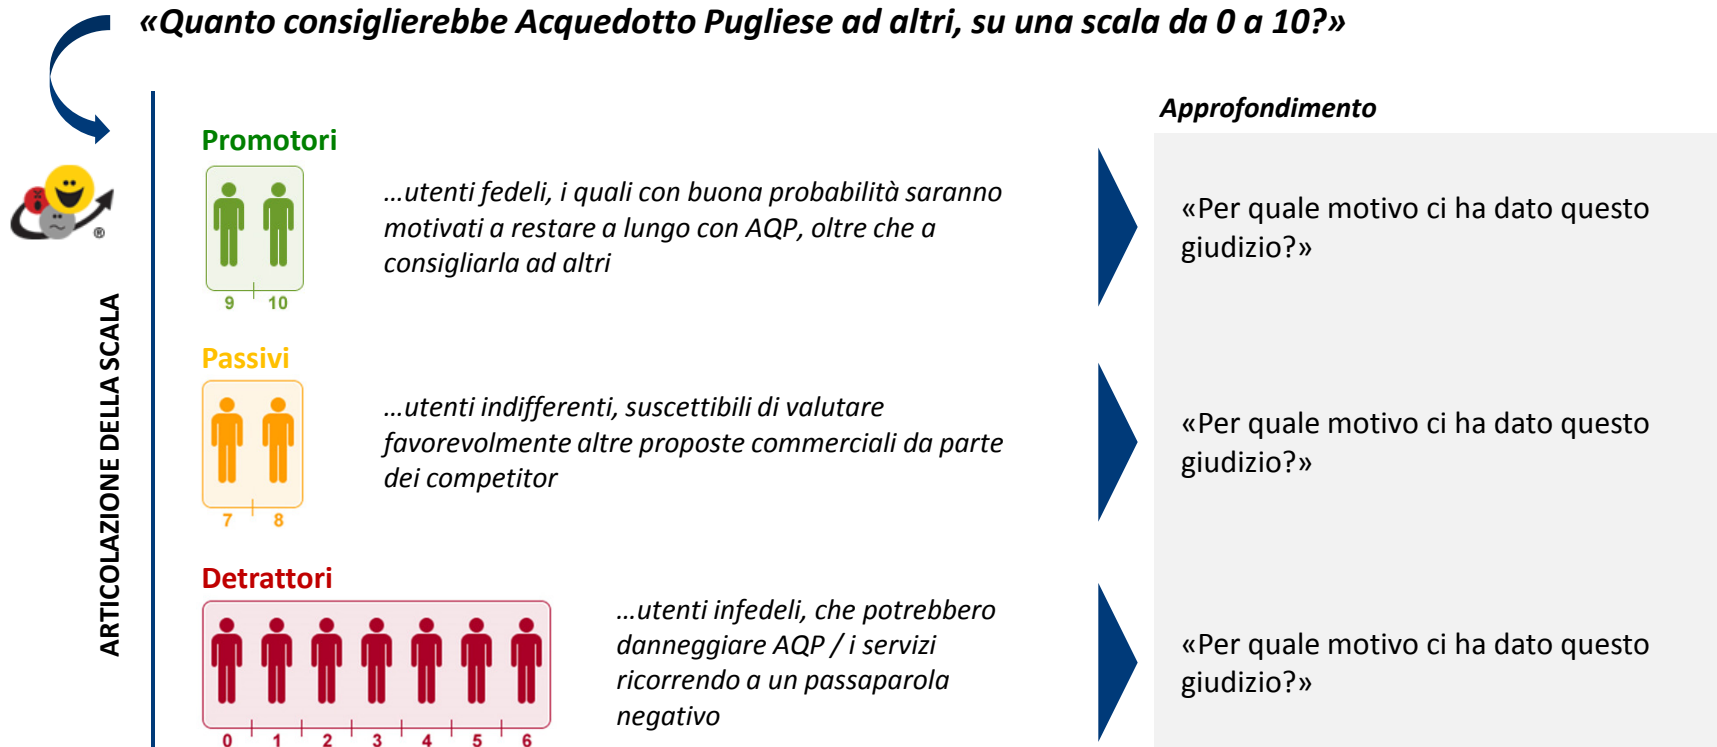 «Quanto consiglierebbe Acquedotto Pugliese ad altri, su una scala da 0 a 10?»
Approfondimento
ARTICOLAZIONE DELLA SCALA
®
Promotori
9 10
…utenti fedeli, i quali con buona probabilità saranno
motivati a restare a lungo con AQP, oltre che a
consigliarla ad altri
«Per quale motivo ci ha dato questo
giudizio?»
Passivi
7 8
…utenti indifferenti, suscettibili di valutare
favorevolmente altre proposte commerciali da parte
dei competitor
«Per quale motivo ci ha dato questo
giudizio?»
Detrattori
0 1 2 3 4 5 6
…utenti infedeli, che potrebbero
danneggiare AQP / i servizi
ricorrendo a un passaparola
negativo
«Per quale motivo ci ha dato questo
giudizio?»